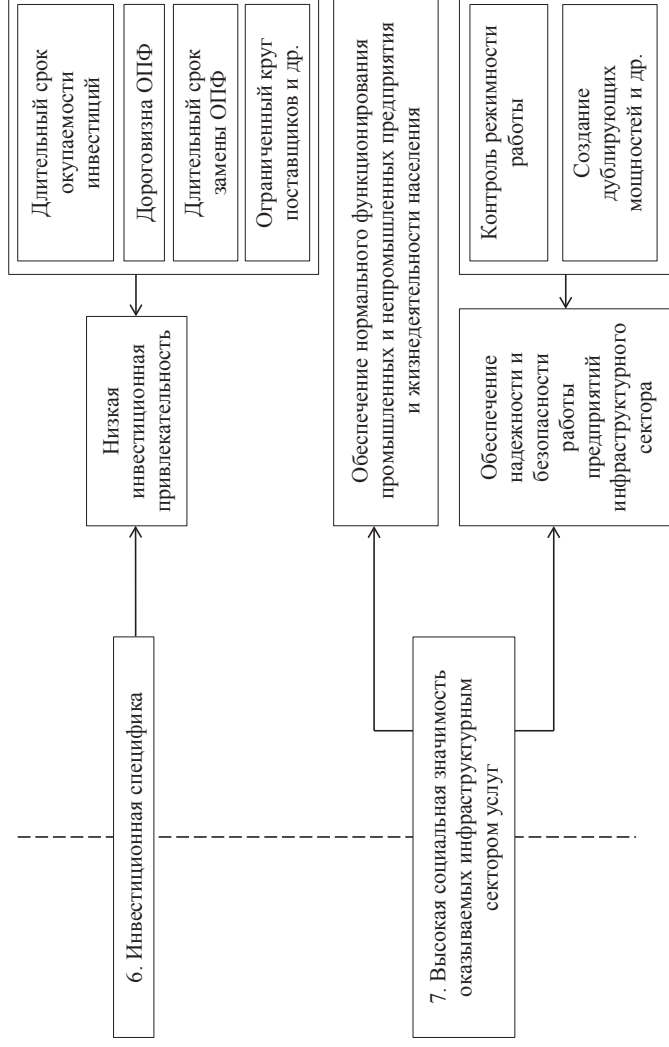 6. Инвестиционная специфика
Низкая
инвестиционная
привлекательность
Длительный срок
окупаемости
инвестиций
Дороговизна ОПФ
Длительный срок
замены ОПФ
Ограниченный круг
поставщиков и др.
7. Высокая социальная значимость
оказываемых инфраструктурным
сектором услуг
Обеспечение нормального функционирования
промышленных и непромышленных предприятия
и жизнедеятельности населения
Обеспечение
надежности и
безопасности
работы
предприятий
инфраструктурного
сектора
Контроль режимности
работы
Создание
дублирующих
мощностей и др.